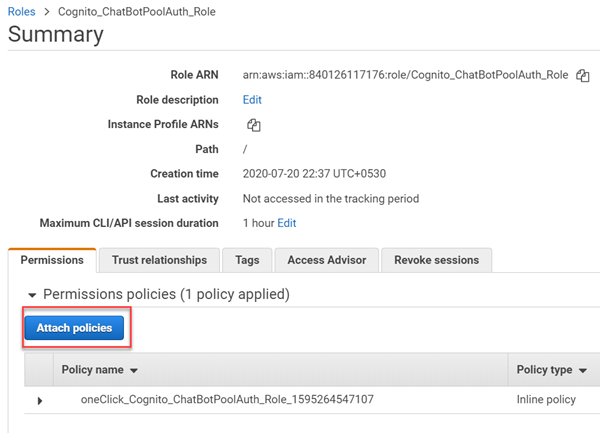 Roles > Cognito_ChatBotPoolAuth_Role
Summary
Role ARN arn:aws:iam::840126117176:role/Cognito_ChatBotPoolAuth_Role
Role description Edit
Instance Profile ARNs
Path /
Creation time 2020-07-20 22:37 UTC+0530
Last activity Not accessed in the tracking period
Maximum CLI/API session duration 1 hour Edit
Permissions Trust relationships Tags Access Advisor Revoke sessions
Permissions policies (1 policy applied)
Attach policies
Policy name Policy type
oneClick_Cognito_ChatBotPoolAuth_Role_1595264547107 Inline policy